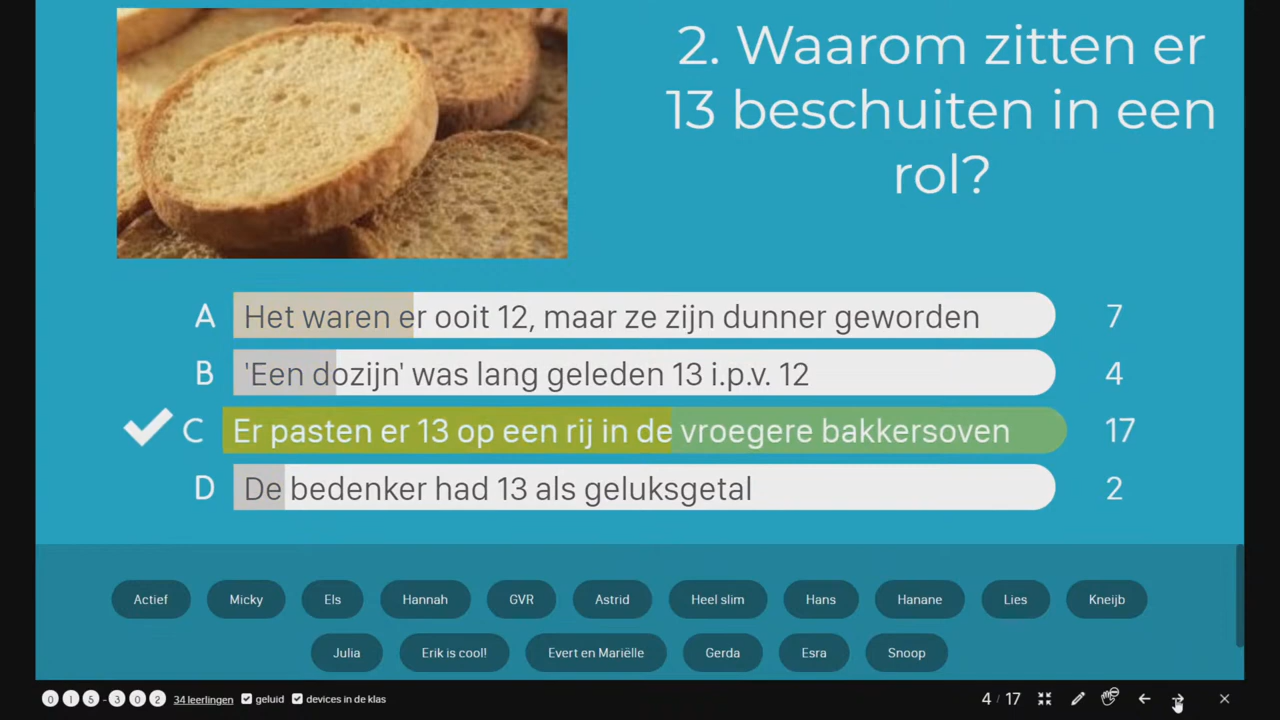 2. Waarom zitten er
13 beschuiten in een
rol?
A Het waren er ooit 12, maar ze zijn dunner geworden 7
B 'Een dozijn' was lang geleden 13 i.p.v. 12 4
C Er pasten er 13 op een rij in de vroegere bakkersoven 17
D De bedenker had 13 als geluksgetal 2
Actief Micky Els Hannah GVR Astrid Heel slim Hans Hanane Lies Kneijb
Julia Erik is cool! Evert en Mariëlle Gerda Esra Snoop
0 1 5 - 3 0 2 34 leerlingen geluid devices in de klas 4 / 17